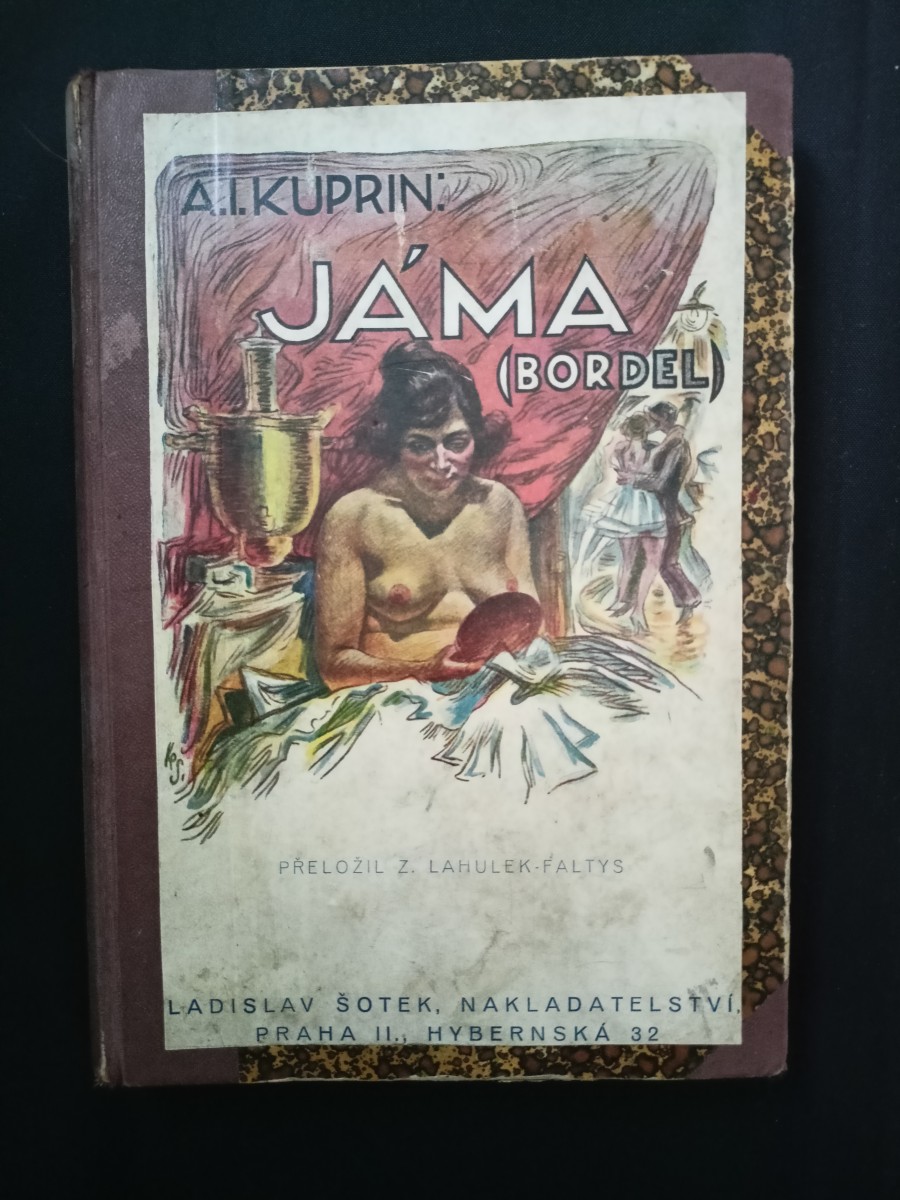 A.I.KUPRIN:
JÁMA
(BORDEL)
PŘELOŽIL Z. LAHULEK-FALTYS
LADISLAV ŠOTEK, NAKLADATELSTVÍ,
PRAHA II., HYBERNSKÁ 32